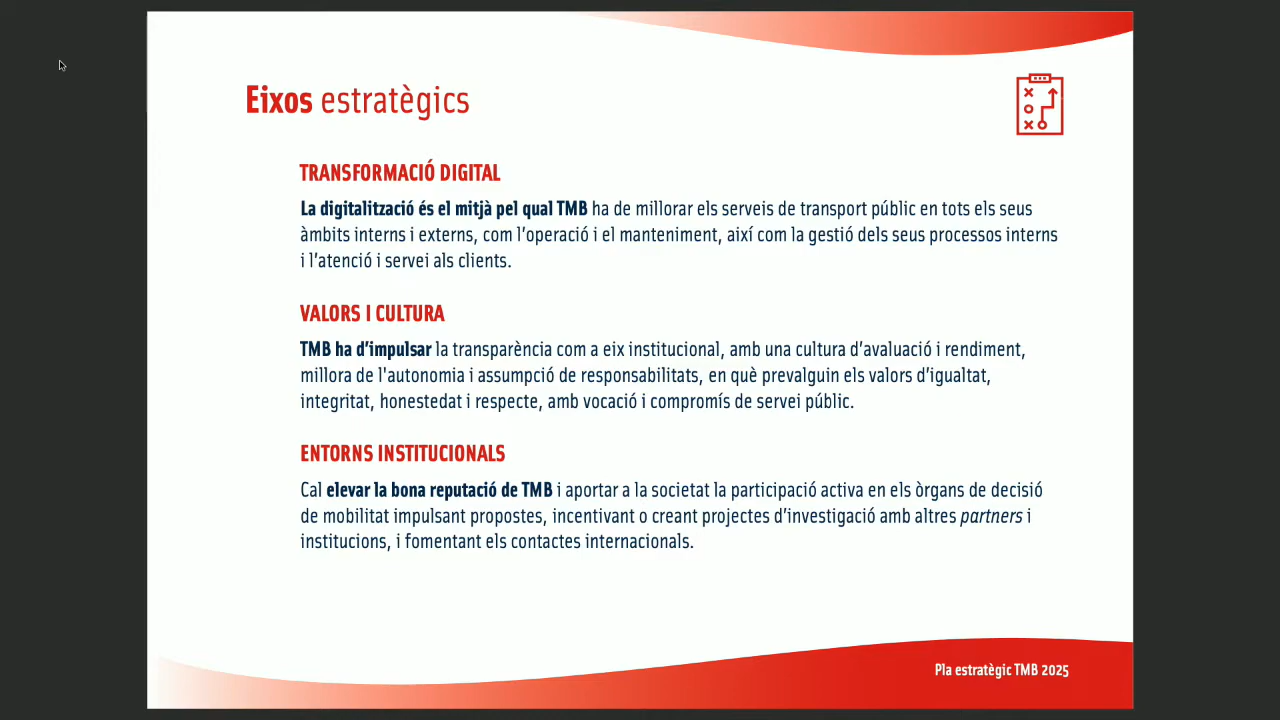 Eixos estratègics
TRANSFORMACIÓ DIGITAL
La digitalització és el mitjà pel qual TMB ha de millorar els serveis de transport públic en tots els seus
àmbits interns i externs, com l’operació i el manteniment, així com la gestió dels seus processos interns
i l’atenció i servei als clients.
VALORS I CULTURA
TMB ha d’impulsar la transparència com a eix institucional, amb una cultura d’avaluació i rendiment,
millora de l'autonomia i assumpció de responsabilitats, en què prevalguin els valors d’igualtat,
integritat, honestedat i respecte, amb vocació i compromís de servei públic.
ENTORNS INSTITUCIONALS
Cal elevar la bona reputació de TMB i aportar a la societat la participació activa en els òrgans de decisió
de mobilitat impulsant propostes, incentivant o creant projectes d’investigació amb altres partners i
institucions, i fomentant els contactes internacionals.
Pla estratègic TMB 2025